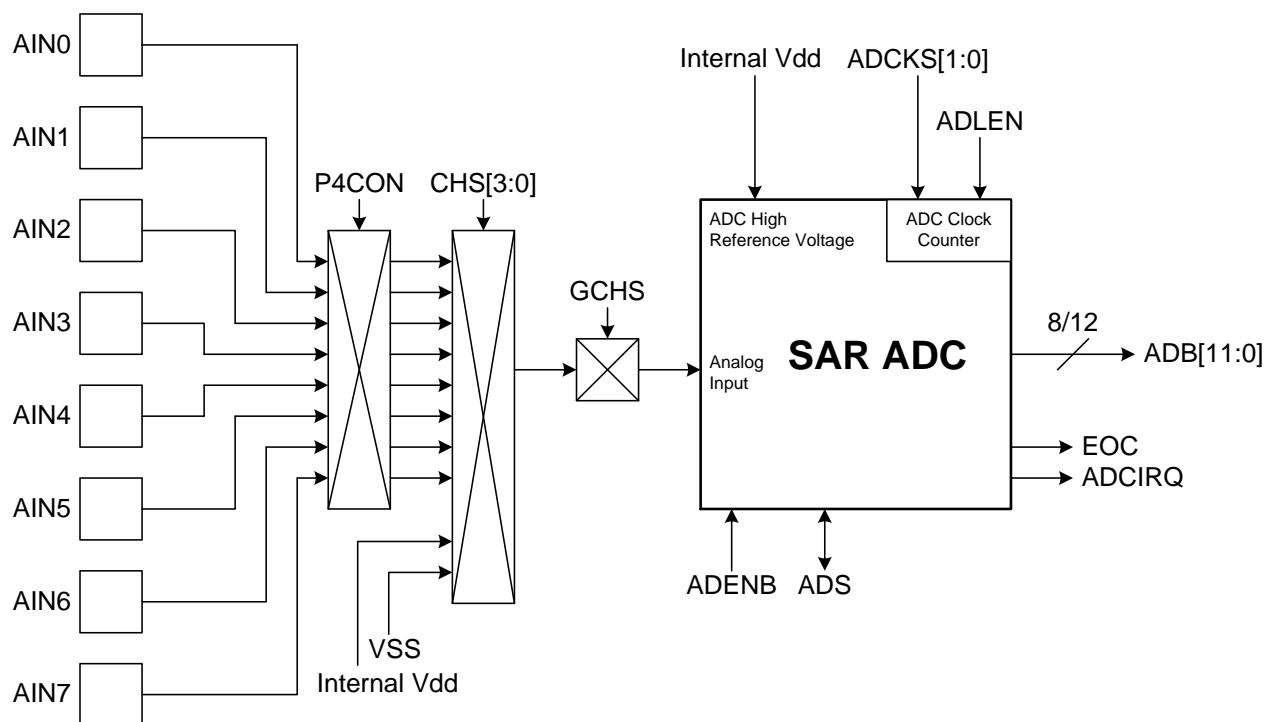 AIN0
AIN1
AIN2
AIN3
AIN4
AIN5
AIN6
AIN7
P4CON
CHS[3:0]
VSS
Internal Vdd
GCHS
Internal Vdd
ADCKS[1:0]
ADLEN
ADC High
Reference Voltage
ADC Clock
Counter
Analog
Input
SAR ADC
8/12
ADB[11:0]
EOC
ADCIRQ
ADENB
ADS